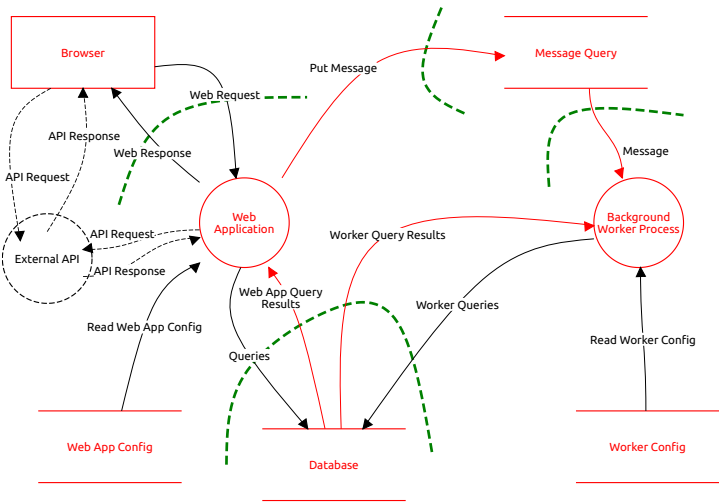 Browser
Message Query
Put Message
Web Request
API Response
Web Response
Message
API Request
Web
Application
Background
Worker Process
API Request
Worker Query Results
External API
API Response
Web App Query
Results
Worker Queries
Read Web App Config
Read Worker Config
Queries
Web App Config
Worker Config
Database